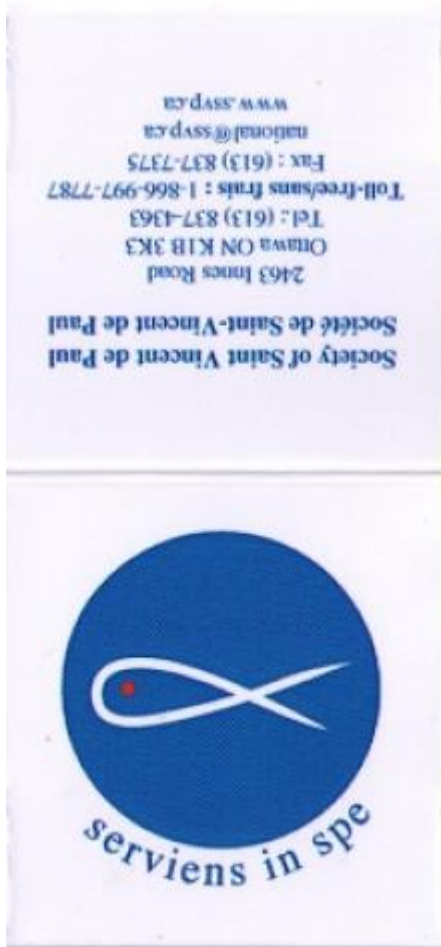 Society of Saint Vincent de Paul
Société de Saint-Vincent de Paul
2463 Innes Road
Ottawa ON K1B 3K3
Tel.: (613) 837-4363
Toll-free/sans frais : 1-866-997-7787
Fax : (613) 837-7375
national@ssvp.ca
www.ssvp.ca
serviens in spe